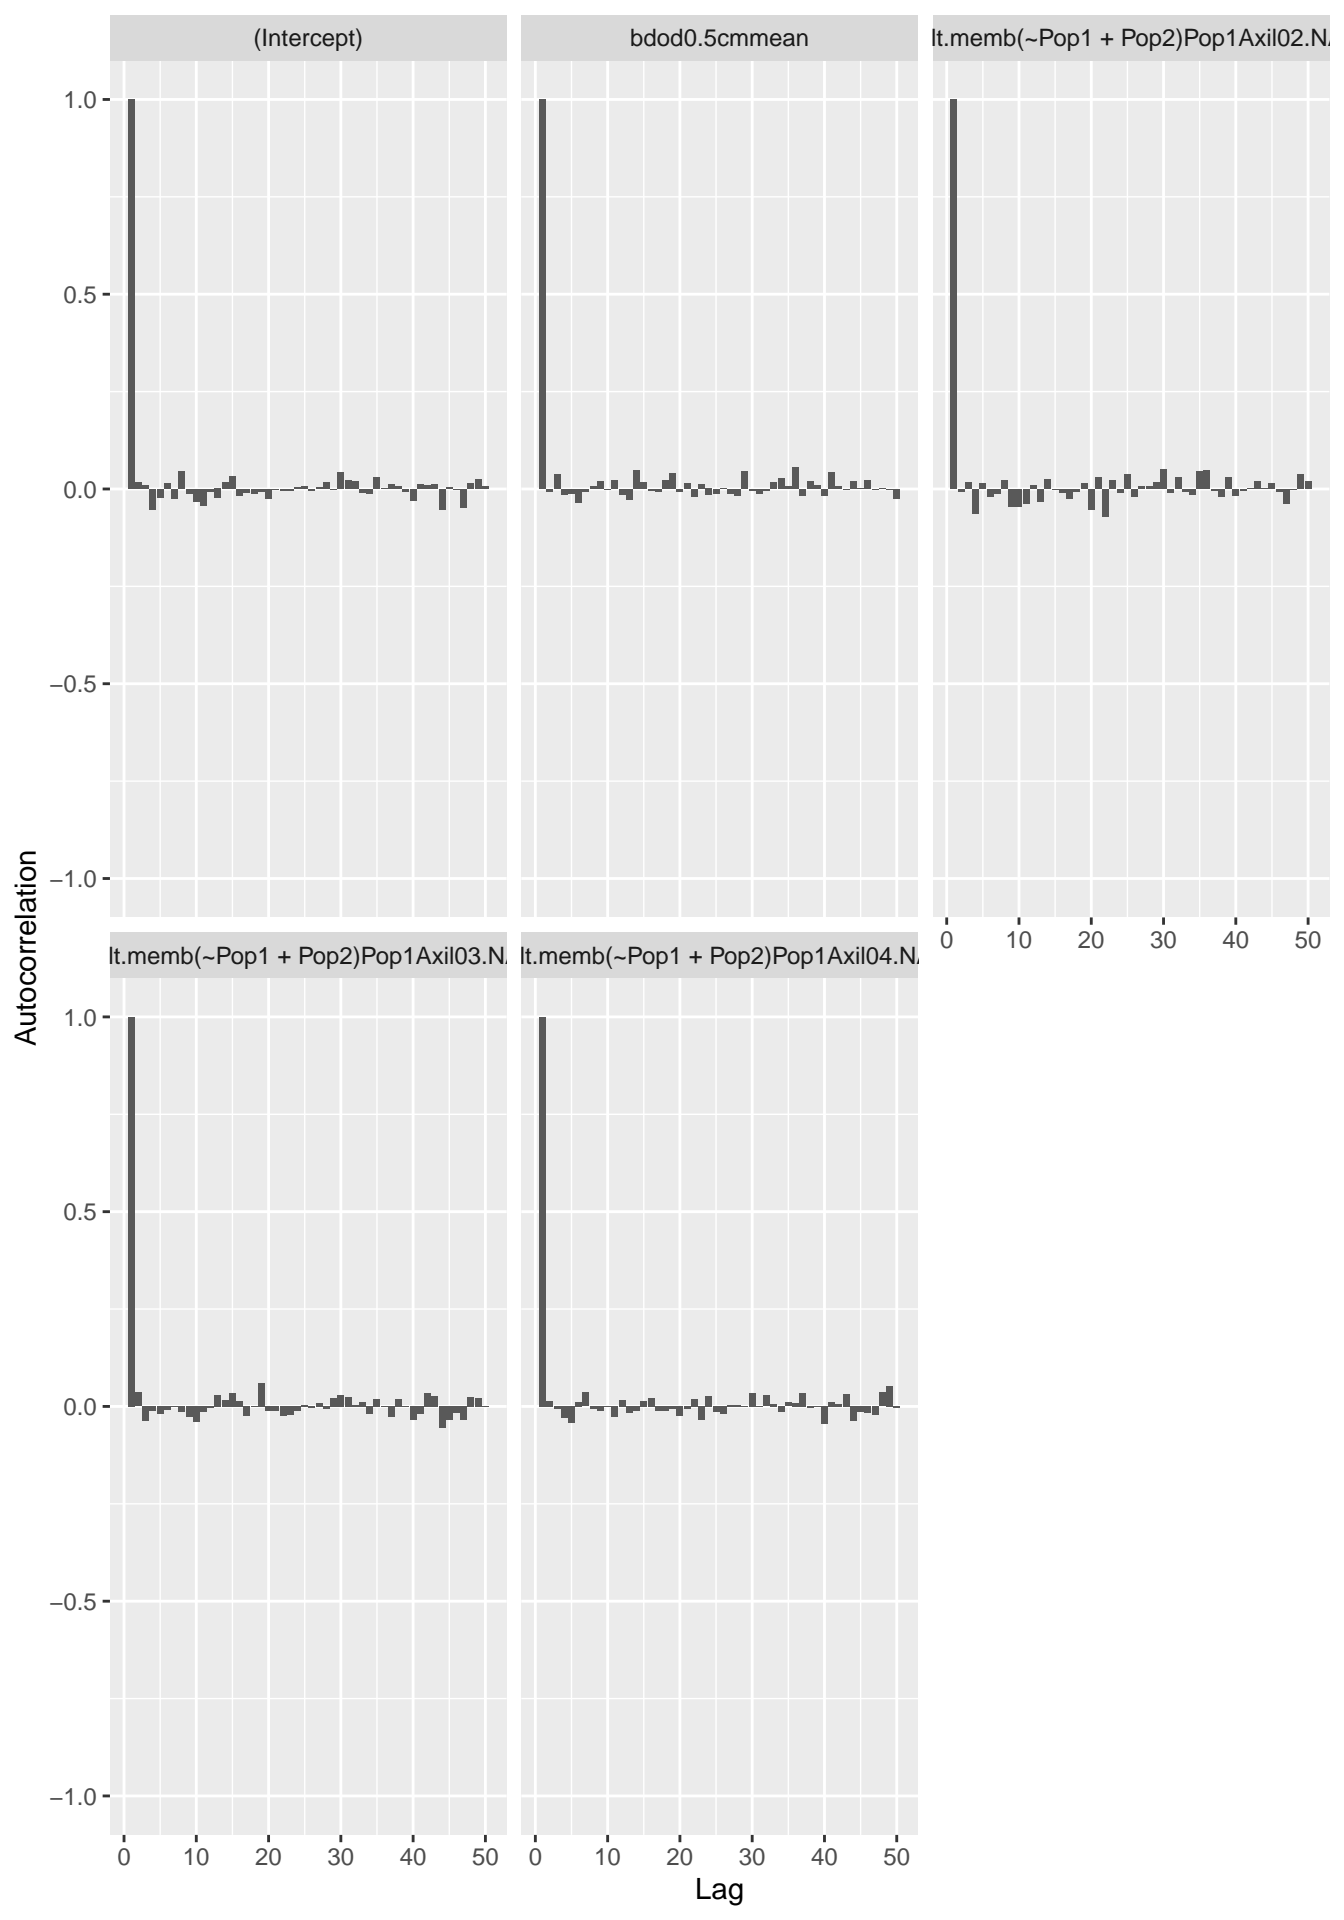 (Intercept)
bdod0.5cmmean
lt.memb(~Pop1 + Pop2)Pop1Axil02.N
1.0
0.5
0.0
−0.5
−1.0
0 10 20 30 40 50
lt.memb(~Pop1 + Pop2)Pop1Axil03.N
lt.memb(~Pop1 + Pop2)Pop1Axil04.N
1.0
0.5
0.0
−0.5
−1.0
0 10 20 30 40 50
0 10 20 30 40 50
Autocorrelation
Lag